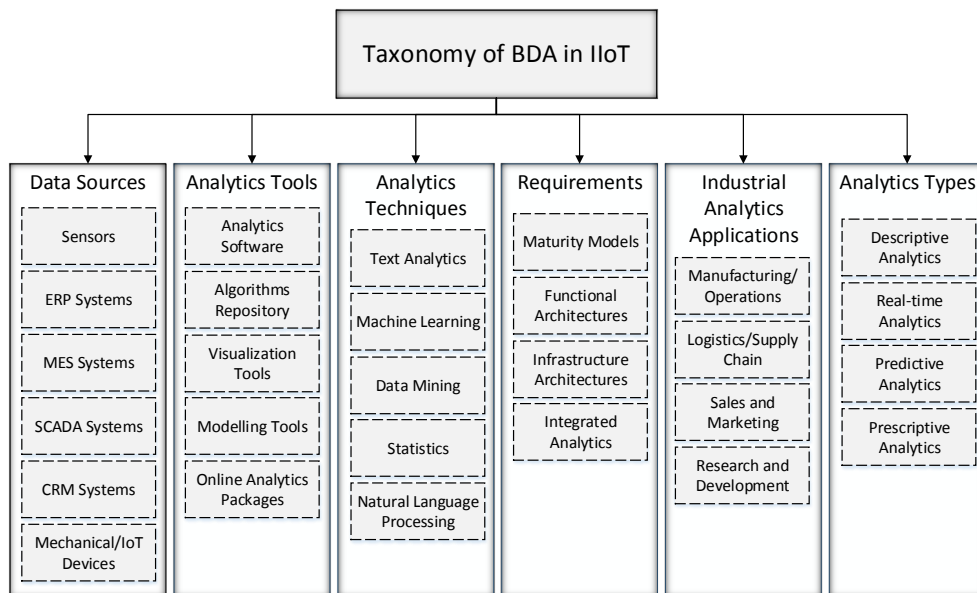 Taxonomy of BDA in IIoT
Data Sources
Sensors
ERP Systems
MES Systems
SCADA Systems
CRM Systems
Mechanical/IoT
Devices
Analytics Tools
Analytics
Software
Algorithms
Repository
Visualization
Tools
Modelling Tools
Online Analytics
Packages
Analytics
Techniques
Text Analytics
Machine Learning
Data Mining
Statistics
Natural Language
Processing
Requirements
Maturity Models
Functional
Architectures
Infrastructure
Architectures
Integrated
Analytics
Industrial
Analytics
Applications
Manufacturing/
Operations
Logistics/Supply
Chain
Sales and
Marketing
Research and
Development
Analytics Types
Descriptive
Analytics
Real-time
Analytics
Predictive
Analytics
Prescriptive
Analytics